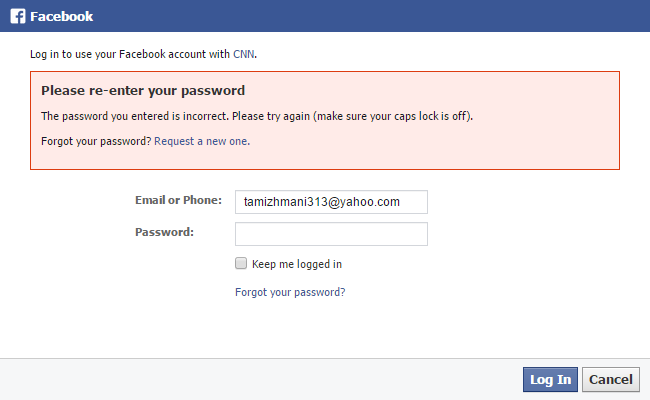 Facebook
Log in to use your Facebook account with CNN.
Please re-enter your password
The password you entered is incorrect. Please try again (make sure your caps lock is off).
Forgot your password? Request a new one.
Email or Phone: tamizhmani313@yahoo.com
Password:
Keep me logged in
Forgot your password?
Log In Cancel